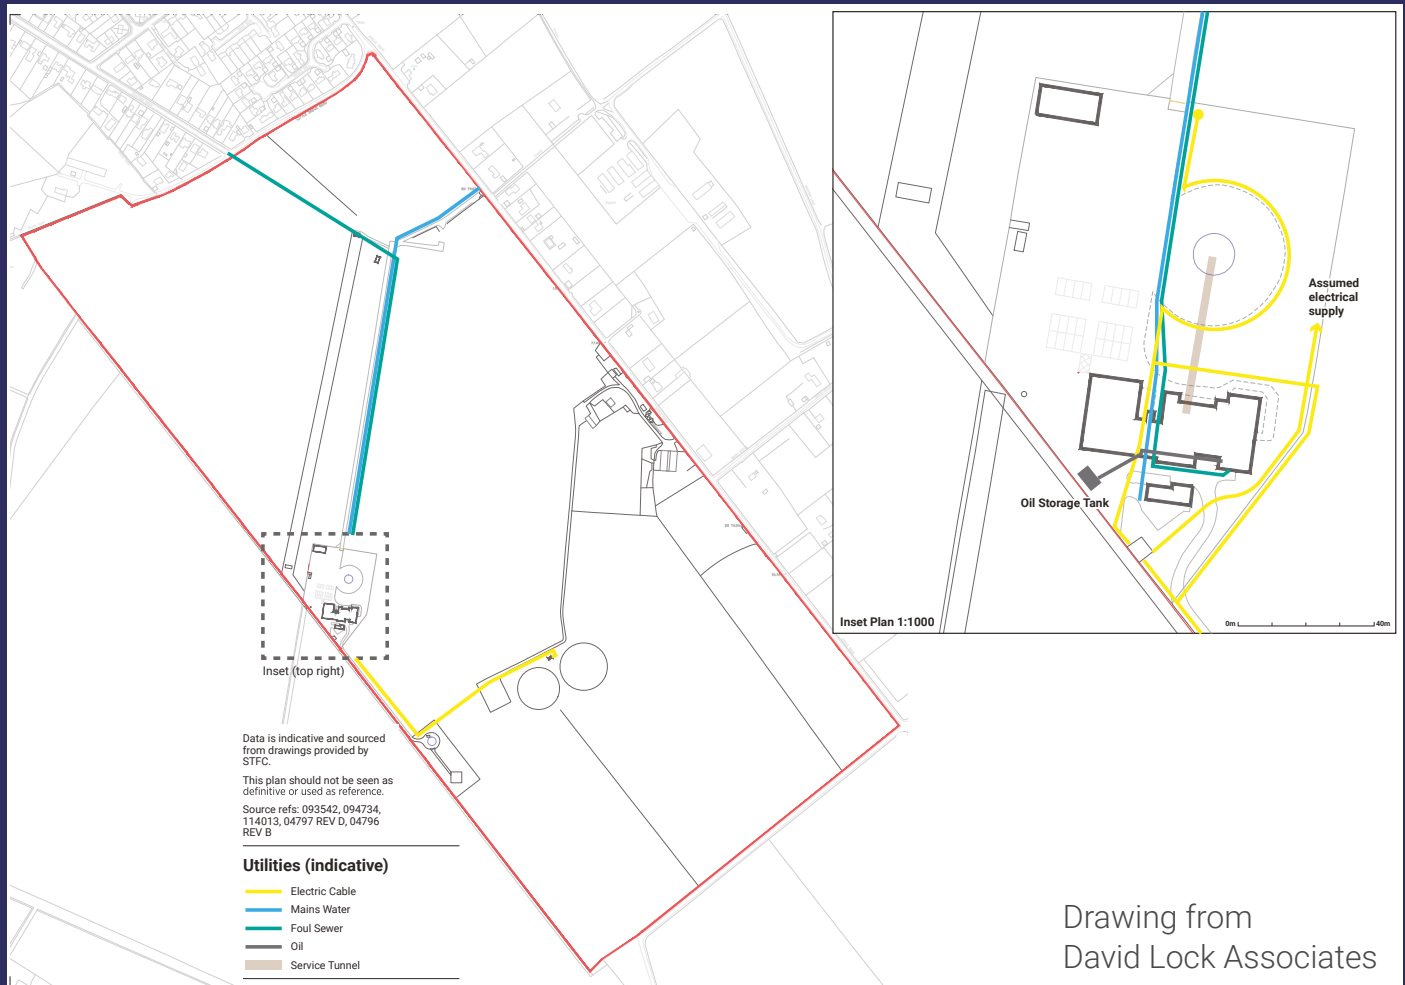 Assumed
electrical
supply
Oil Storage Tank
Inset Plan 1:1000
0m
40m
Inset (top right)
Data is indicative and sourced
from drawings provided by
STFC.
This plan should not be seen as
definitive or used as reference.
Source refs: 093542, 094734,
114013, 04797 REV D, 04796
REV B
Utilities (indicative)
Electric Cable
Mains Water
Foul Sewer
Oil
Service Tunnel
Drawing from
David Lock Associates